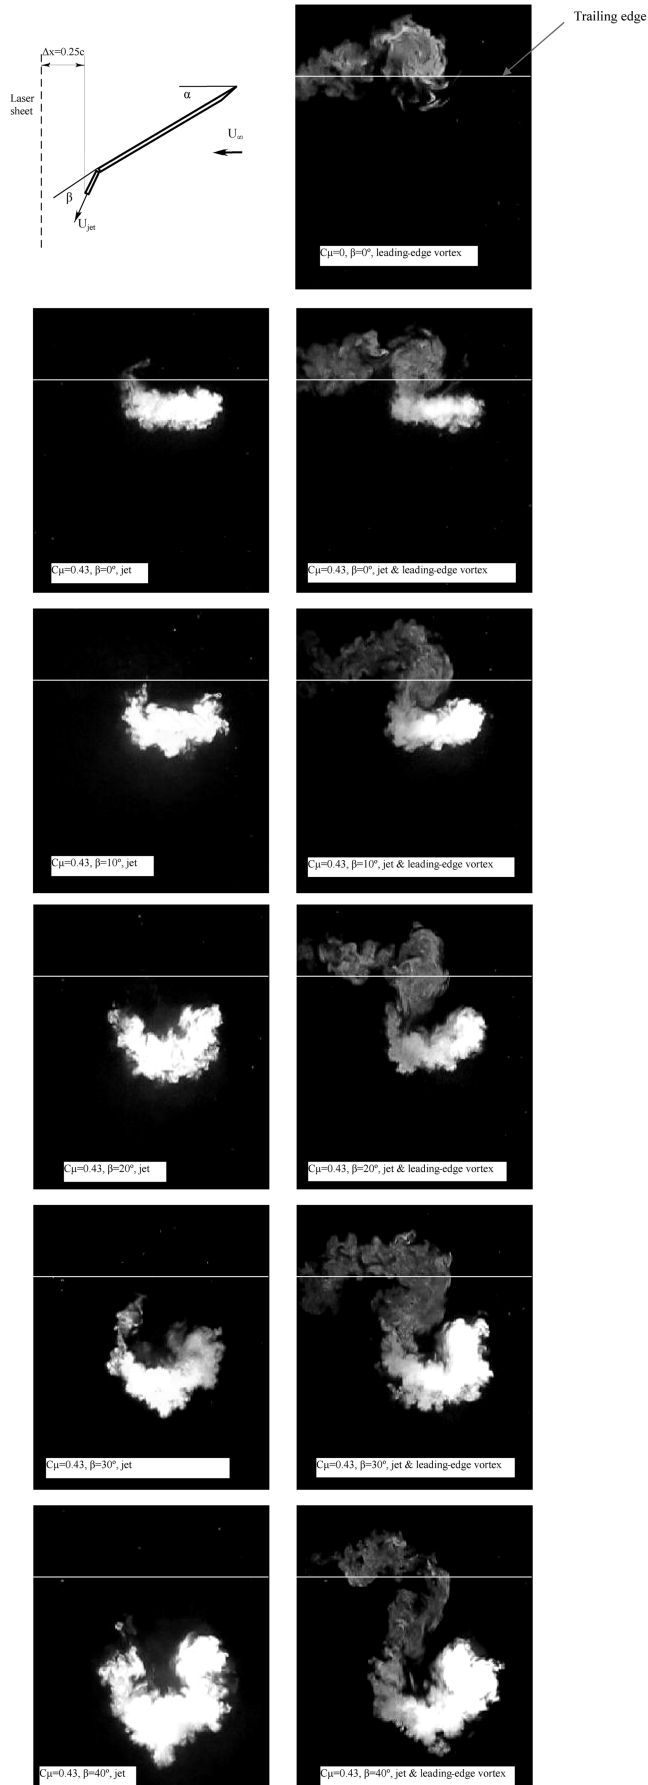 Trailing edge
Δx=0.25c
Laser
sheet
α
U∞
β
Ujet
Cμ=0, β=0º, leading-edge vortex
Cμ=0.43, β=0º, jet
Cμ=0.43, β=0º, jet & leading-edge vortex
Cμ=0.43, β=10º, jet
Cμ=0.43, β=10º, jet & leading-edge vortex
Cμ=0.43, β=20º, jet
Cμ=0.43, β=20º, jet & leading-edge vortex
Cμ=0.43, β=30º, jet
Cμ=0.43, β=30º, jet & leading-edge vortex
Cμ=0.43, β=40º, jet
Cμ=0.43, β=40º, jet & leading-edge vortex